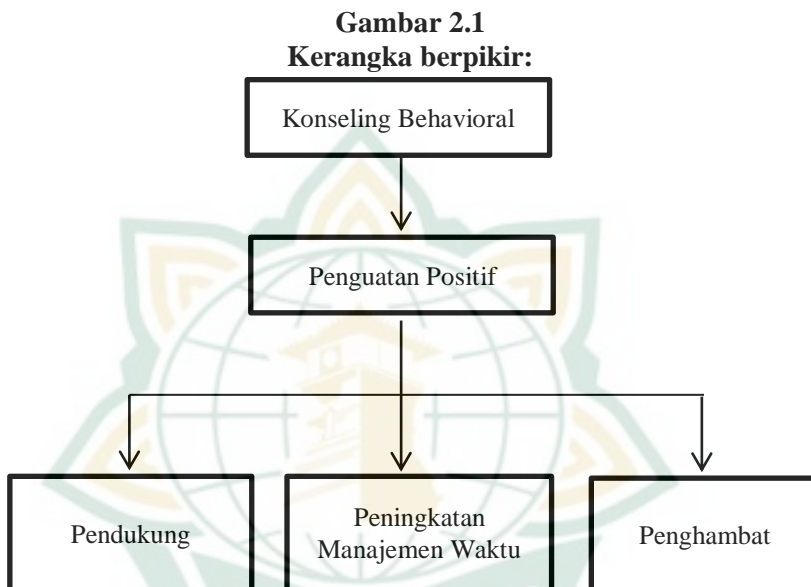 Gambar 2.1
Kerangka berpikir:
Konseling Behavioral
Penguatan Positif
Pendukung
Peningkatan
Manajemen Waktu
Penghambat